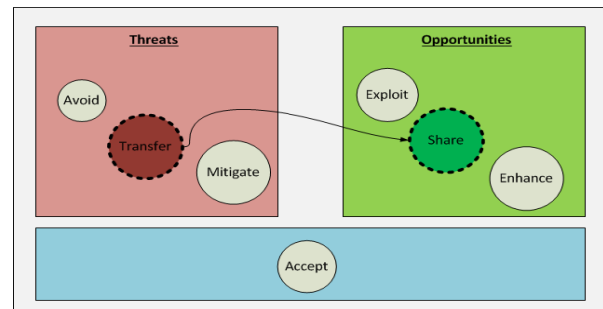 Threats
Opportunities
Avoid
Transfer
Mitigate
Exploit
Share
Enhance
Accept